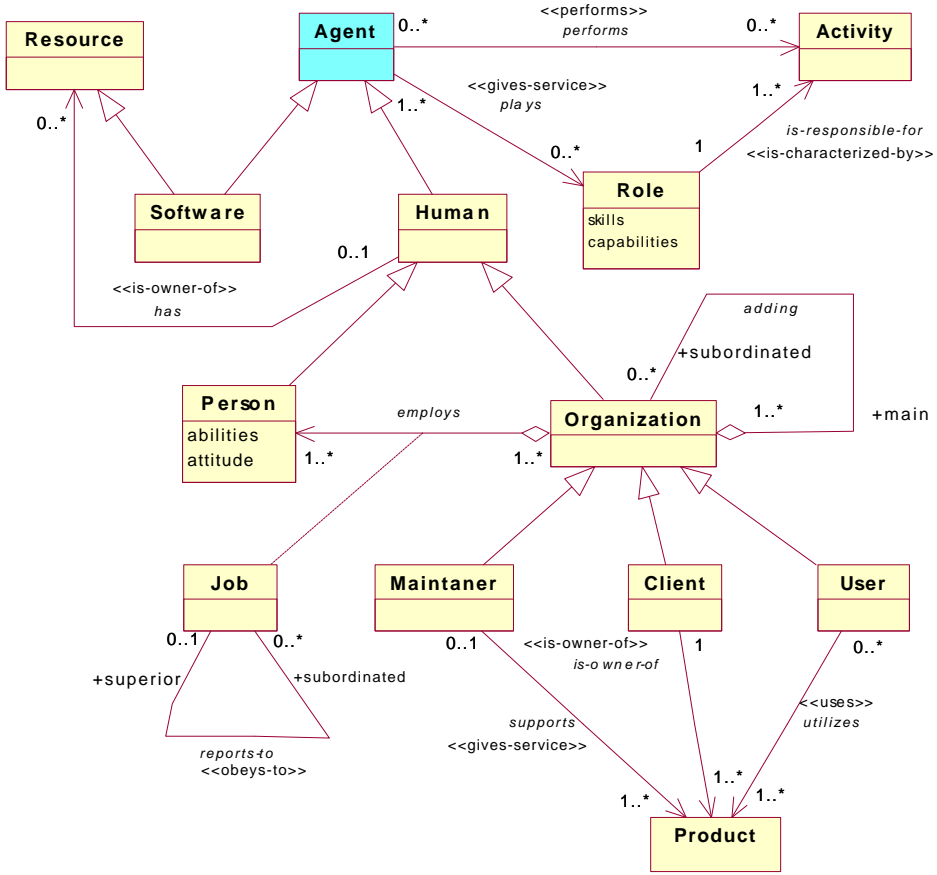 Resource
Agent
Activity
0..*
<<performs>>
performs
0..*
0..*
1..*
<<gives-service>>
plays
1..*
0..*
1
is-responsible-for
<<is-characterized-by>>
Software
Human
Role
skills
capabilities
0..1
<<is-owner-of>>
has
adding
+subordinated
0..*
Person
abilities
attitude
employs
Organization
1..*
+main
1..*
1..*
Job
Maintaner
Client
User
0..1
0..*
0..1
<<is-owner-of>>
is-owner-of
1
0..*
+superior
+subordinated
<<uses>>
utilizes
supports
<<gives-service>>
reports-to
<<obeys-to>>
1..*
1..*
1..*
Product